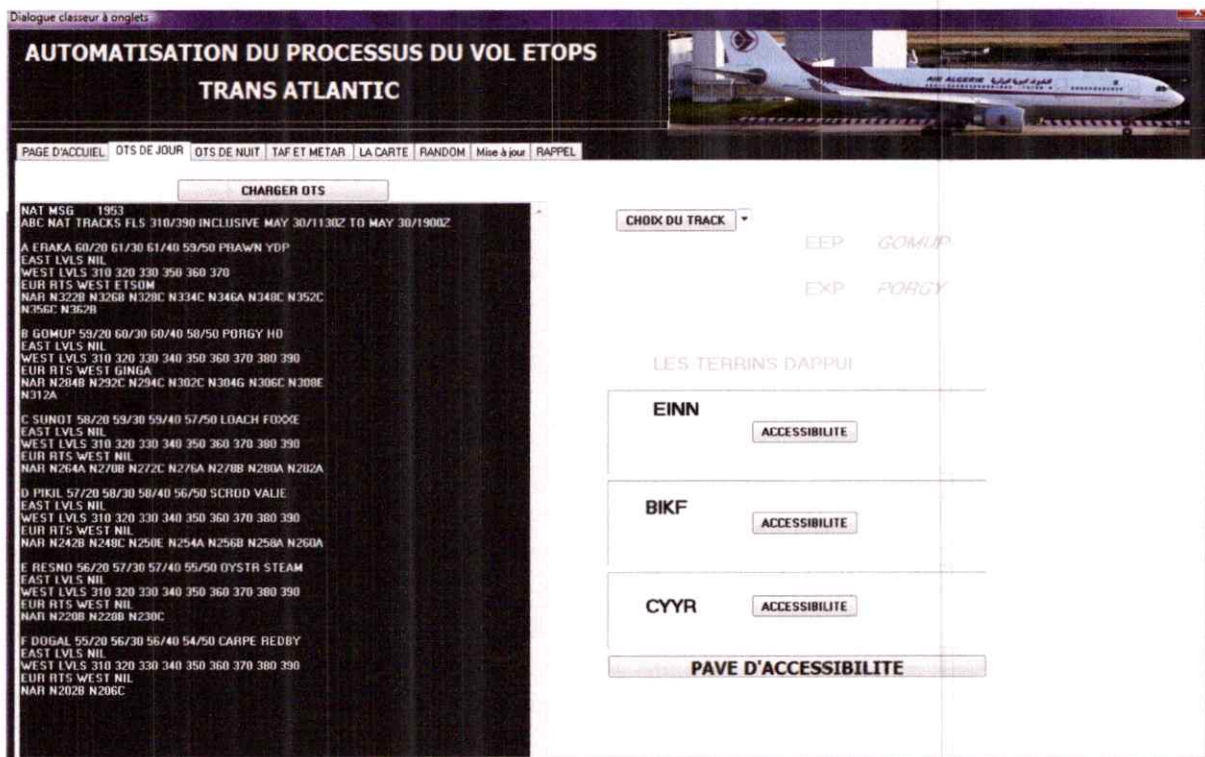 Dialogue classeur à onglets
AUTOMATISATION DU PROCESSUS DU VOL ETOPS
TRANS ATLANTIC
AIR ALGERIE الخطوط الجوية الجزائرية
PAGE D'ACCUIEL OTS DE JOUR OTS DE NUIT TAF ET METAR LA CARTE RANDOM Mise à jour RAPPEL
CHARGER OTS
NAT MSG 1953
ABC NAT TRACKS FLS 310/390 INCLUSIVE MAY 30/1130Z TO MAY 30/1900Z
A ERAKA 60/20 61/30 61/40 59/50 PRAWN YDP
EAST LVLS NIL
WEST LVLS 310 320 330 350 360 370
EUR RTS WEST ETSOM
NAR N322B N326B N328C N334C N346A N348C N352C
N356C N362B
B GOMUP 59/20 60/30 60/40 58/50 PORGY HO
EAST LVLS NIL
WEST LVLS 310 320 330 340 350 360 370 380 390
EUR RTS WEST GINGA
NAR N284B N292C N294C N302C N304G N306C N308E
N312A
C SUNOT 58/20 59/30 59/40 57/50 LOACH FOXXE
EAST LVLS NIL
WEST LVLS 310 320 330 340 350 360 370 380 390
EUR RTS WEST NIL
NAR N264A N270B N272C N276A N278B N280A N282A
D PIKIL 57/20 58/30 58/40 56/50 SCROD VALIE
EAST LVLS NIL
WEST LVLS 310 320 330 340 350 360 370 380 390
EUR RTS WEST NIL
NAR N242B N248C N250E N254A N256B N258A N260A
E RESNO 56/20 57/30 57/40 55/50 OYSTR STEAM
EAST LVLS NIL
WEST LVLS 310 320 330 340 350 360 370 380 390
EUR RTS WEST NIL
NAR N220B N228B N230C
F DOGAL 55/20 56/30 56/40 54/50 CARPE REDBY
EAST LVLS NIL
WEST LVLS 310 320 330 340 350 360 370 380 390
EUR RTS WEST NIL
NAR N202B N206C
CHOIX DU TRACK
EEP GOMUP
EXP PORGY
LES TERRINS DAPPUI
EINN
ACCESSIBILITE
BIKF
ACCESSIBILITE
CYYR
ACCESSIBILITE
PAVE D'ACCESSIBILITE